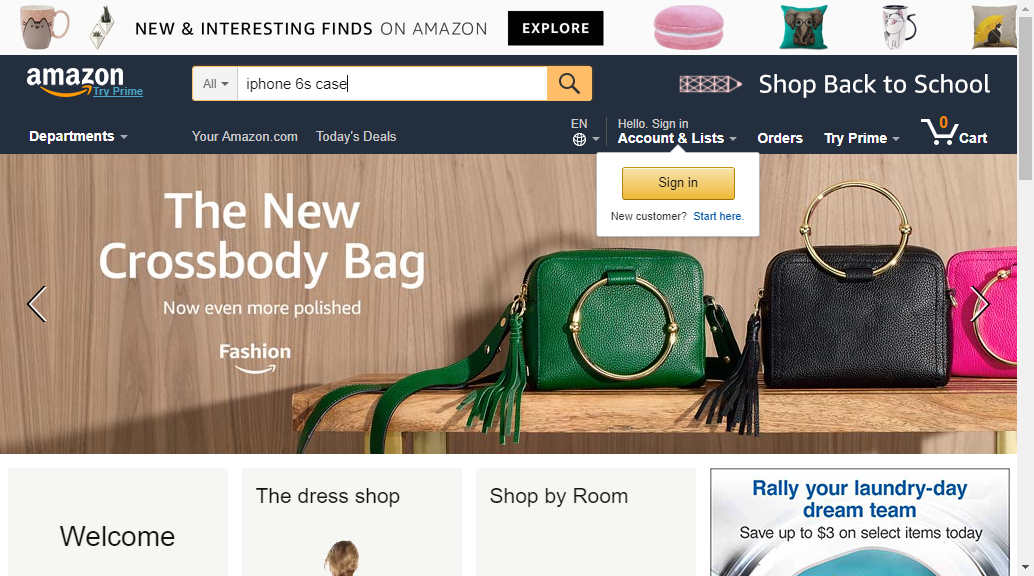 NEW & INTERESTING FINDS ON AMAZON
EXPLORE
amazon
Try Prime
All
iphone 6s case
Shop Back to School
Departments
Your Amazon.com
Today's Deals
EN
Hello. Sign in
Account & Lists
Orders
Try Prime
0
Cart
Sign in
New customer? Start here.
The New
Crossbody Bag
Now even more polished
Fashion
Welcome
The dress shop
Shop by Room
Rally your laundry-day
dream team
Save up to $3 on select items today